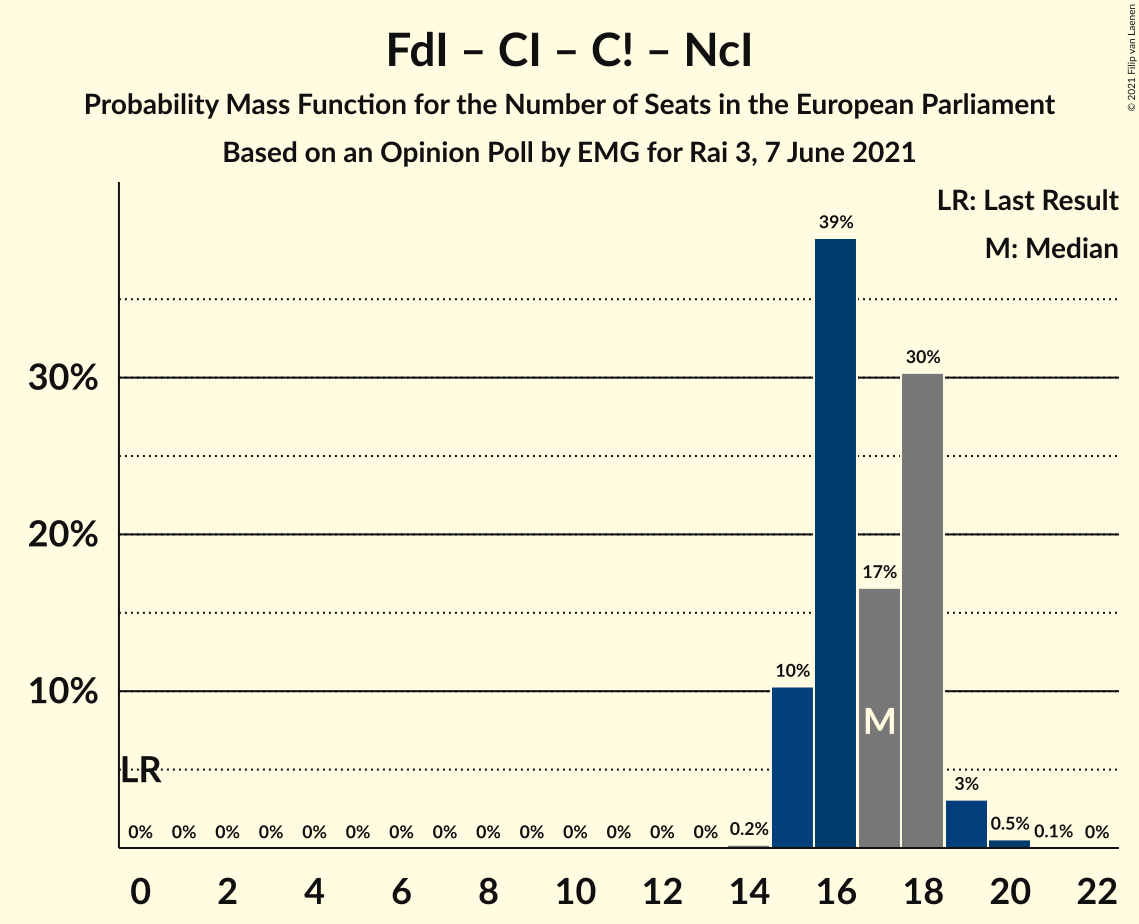 FdI – CI – C! – NcI
Probability Mass Function for the Number of Seats in the European Parliament
Based on an Opinion Poll by EMG for Rai 3, 7 June 2021
© 2021 Filip van Laenen
LR: Last Result
M: Median
39%
30%
30%
20%
17%
10%
10%
M
LR
3%
0% 0% 0% 0% 0% 0% 0% 0% 0% 0% 0% 0% 0% 0% 0.2% 0.5% 0.1% 0%
0 2 4 6 8 10 12 14 16 18 20 22